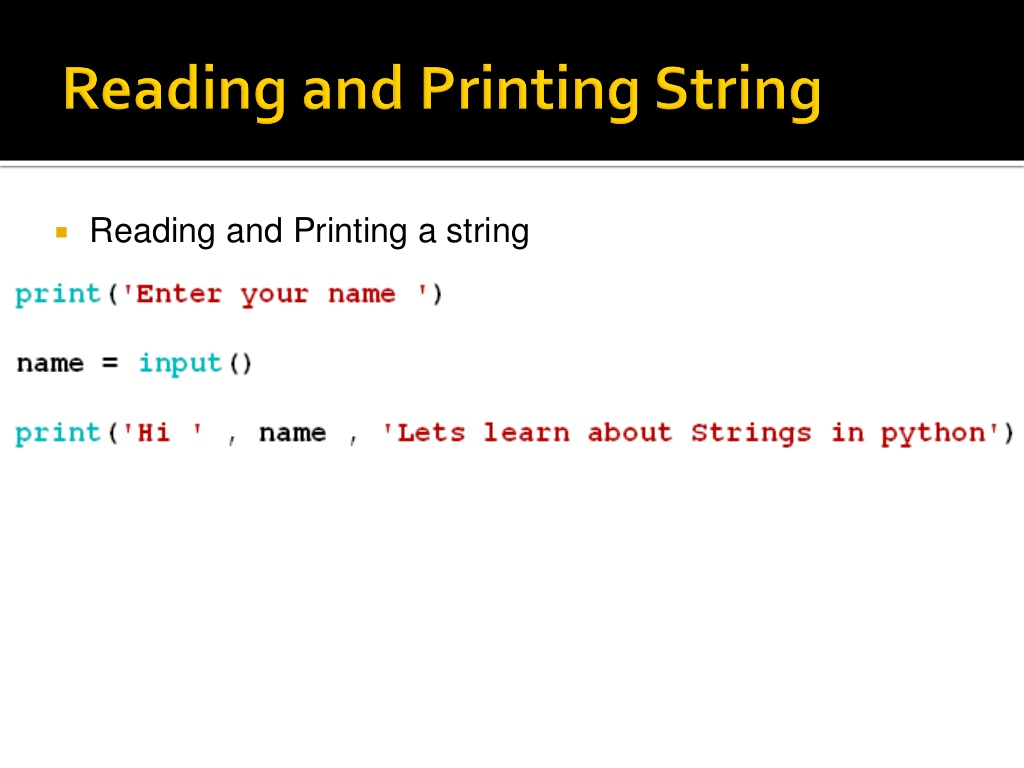 Reading and Printing String
Reading and Printing a string
print('Enter your name ')
name = input()
print('Hi ' , name , 'Lets learn about Strings in python')